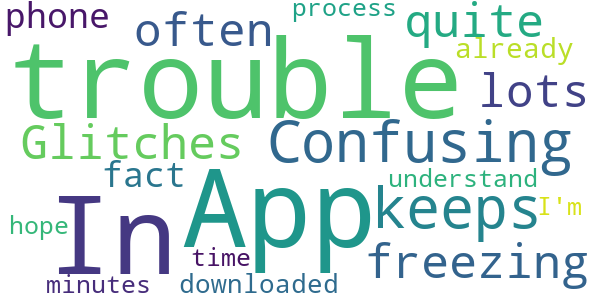 phone
often
process
quite
already
trouble
lots
Glitches
Confusing
fact
App
understand
In
keeps
I'm
hope
time
freezing
minutes
downloaded